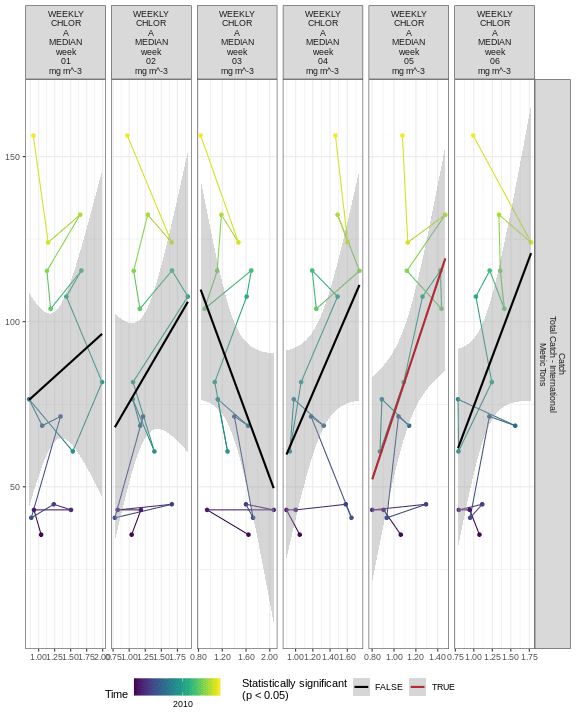 WEEKLY
CHLOR
A
MEDIAN
week
01
mg m^-3
WEEKLY
CHLOR
A
MEDIAN
week
02
mg m^-3
WEEKLY
CHLOR
A
MEDIAN
week
03
mg m^-3
WEEKLY
CHLOR
A
MEDIAN
week
04
mg m^-3
WEEKLY
CHLOR
A
MEDIAN
week
05
mg m^-3
WEEKLY
CHLOR
A
MEDIAN
week
06
mg m^-3
150
100
50
Catch
Total Catch - International
Metric Tons
1.00 1.25 1.50 1.75 2.00
0.75 1.00 1.25 1.50 1.75
0.80 1.20 1.60 2.00
1.00 1.20 1.40 1.60
0.80 1.00 1.20 1.40
0.75 1.00 1.25 1.50 1.75
Time
2010
Statistically significant
(p < 0.05)
FALSE
TRUE